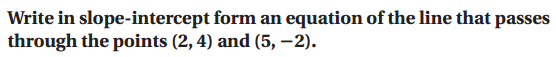 Write in slope-intercept form an equation of the line that passes
through the points (2, 4) and (5, −2).